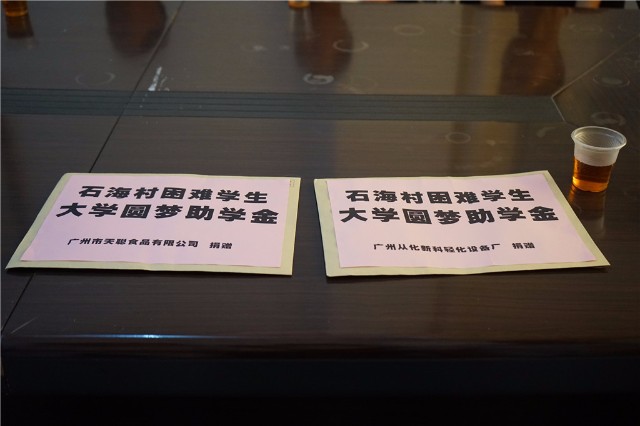 石海村困难学生
大学圆梦助学金
广州市天聪食品有限公司 捐赠
石海村困难学生
大学圆梦助学金
广州从化新科轻化设备厂 捐赠